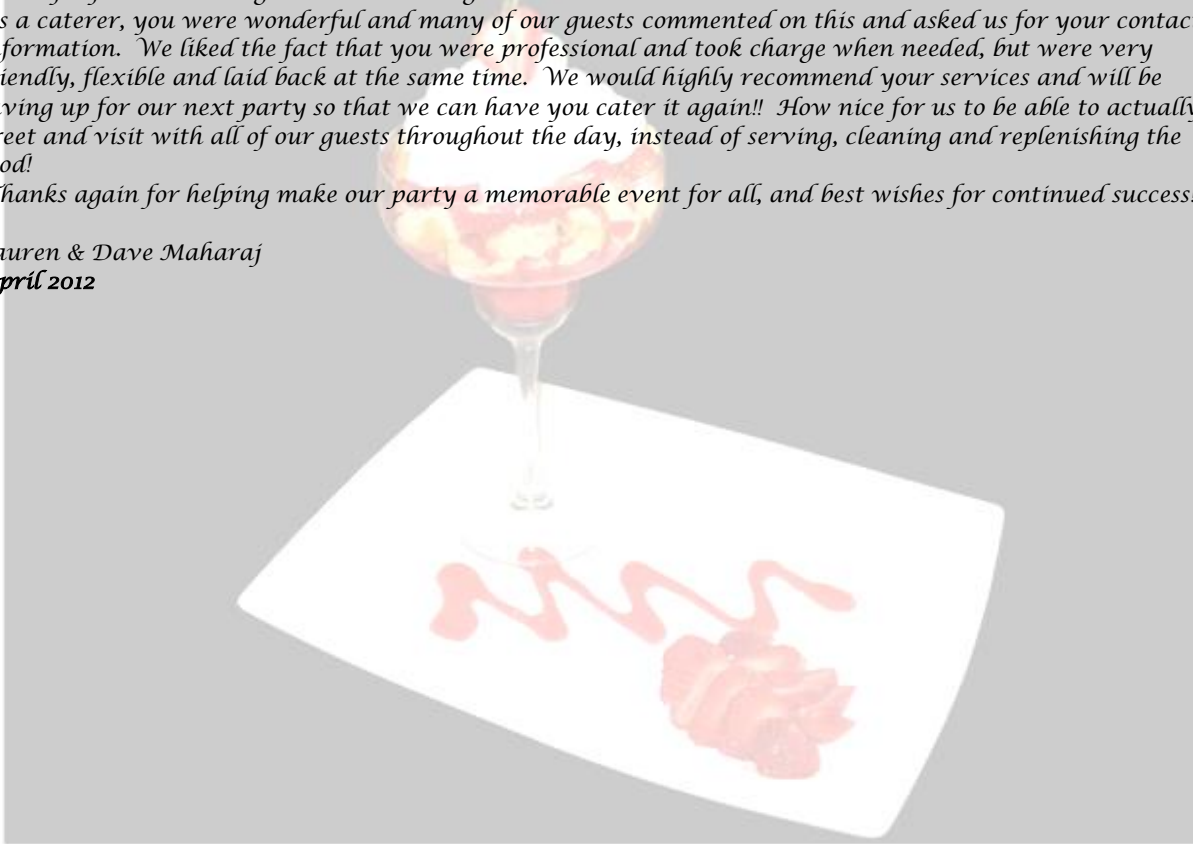 s a caterer, you were wonderful and many of our guests commented on this and asked us for your contac
formation. We liked the fact that you were professional and took charge when needed, but were very
iendly, flexible and laid back at the same time. We would highly recommend your services and will be
ving up for our next party so that we can have you cater it again!! How nice for us to be able to actually
reet and visit with all of our guests throughout the day, instead of serving, cleaning and replenishing the
od!
hanks again for helping make our party a memorable event for all, and best wishes for continued success!
auren & Dave Maharaj
pril 2012